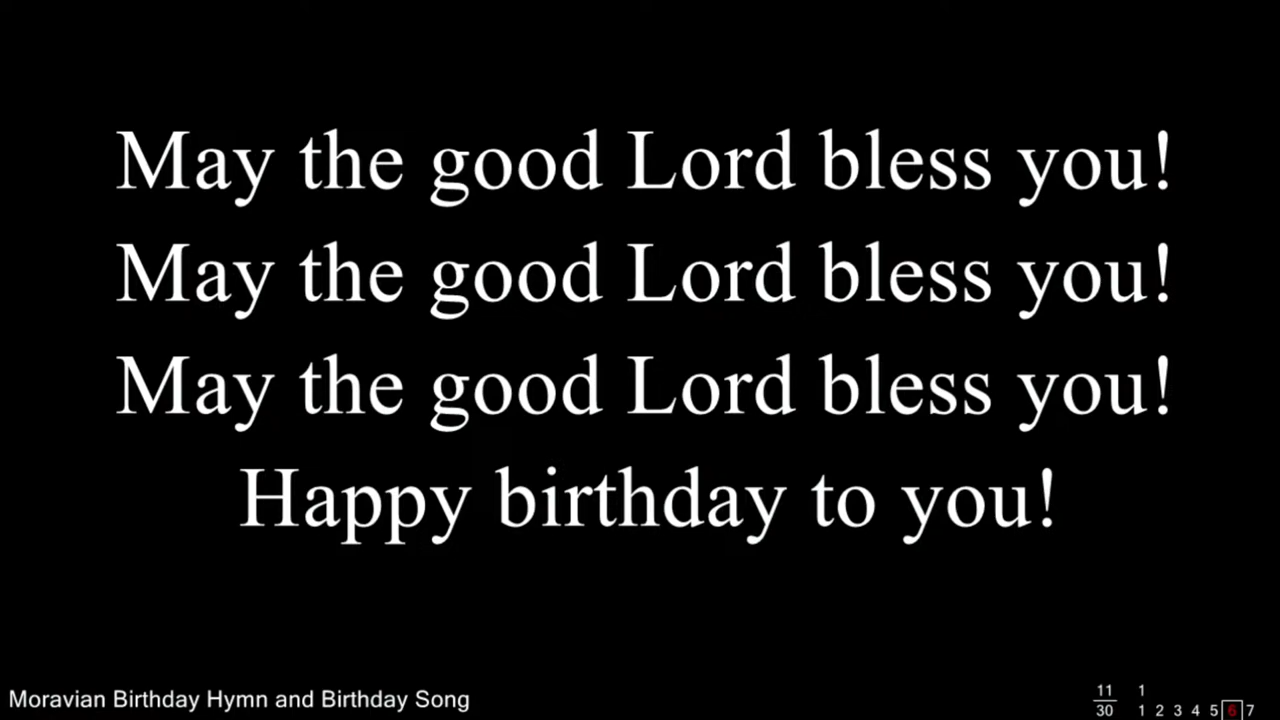 May the good Lord bless you!
May the good Lord bless you!
May the good Lord bless you!
Happy birthday to you!
Moravian Birthday Hymn and Birthday Song
11 1
30 1 2 3 4 5 6 7